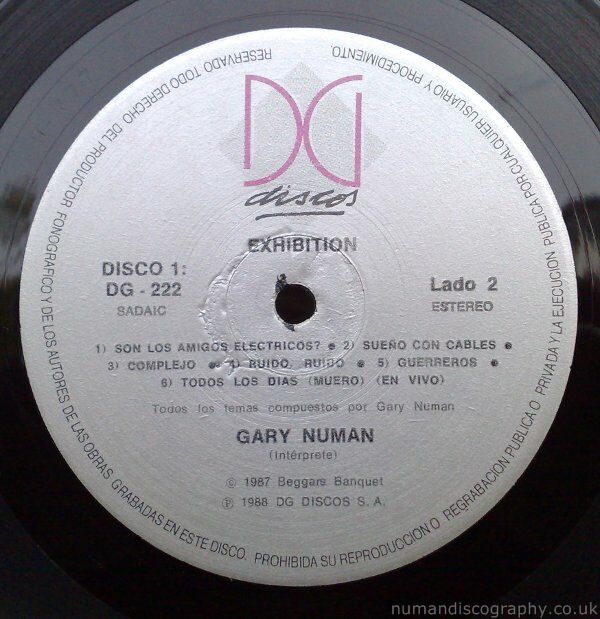 DG
discos
EXHIBITION
DISCO 1:
DG - 222
SADAIC
Lado 2
ESTEREO
1) SON LOS AMIGOS ELECTRICOS? ● 2) SUEÑO CON CABLES ●
3) COMPLEJO ● 4) RUIDO, RUIDO ● 5) GUERREROS ●
6) TODOS LOS DIAS (MUERO) (EN VIVO)
Todos los temas compuestos por Gary Numan
GARY NUMAN
(Intérprete)
© 1987 Beggars Banquet
℗ 1988 DG DISCOS S.A.
RESERVADO TODO DERECHO DEL PRODUCTOR FONOGRAFICO Y DE LOS AUTORES DE LAS OBRAS GRABADAS EN ESTE DISCO. PROHIBIDA SU REPRODUCCION O REGRABACION PUBLICA O PRIVADA Y LA EJECUCION PUBLICA POR CUALQUIER USUARIO Y PROCEDIMIENTO.
numandiscography.co.uk